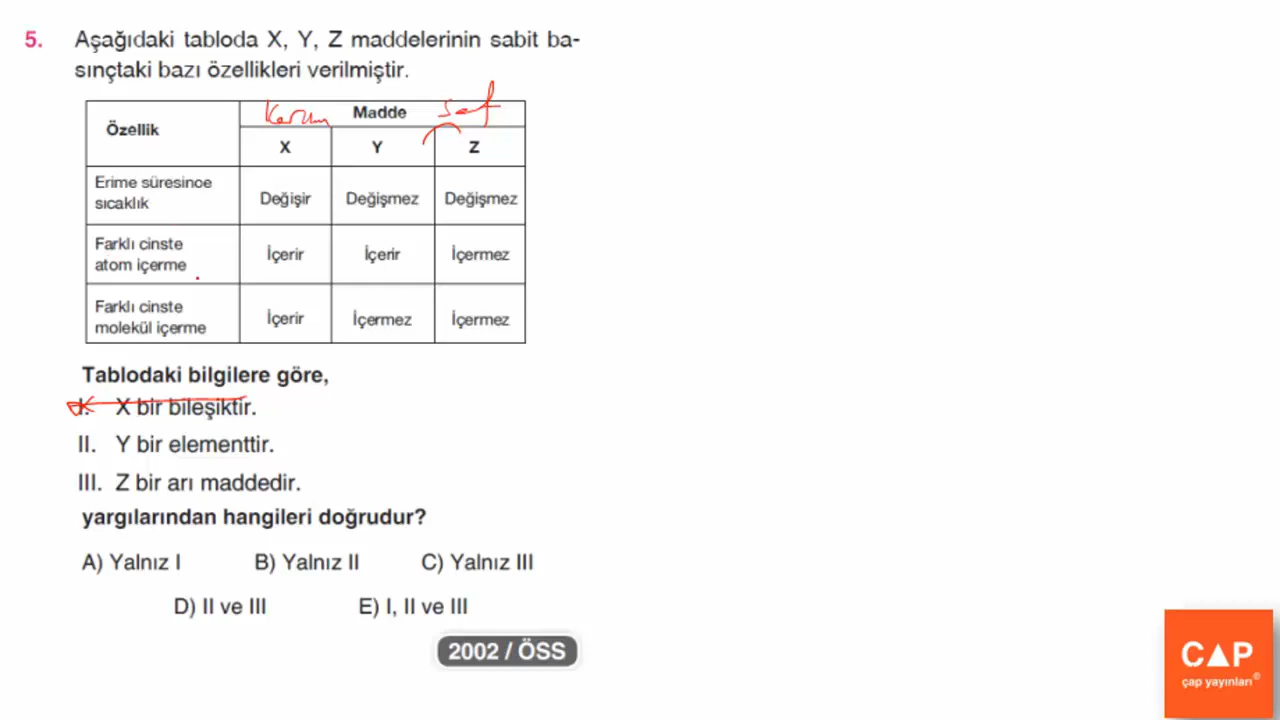 5. Aşağıdaki tabloda X, Y, Z maddelerinin sabit ba-
sınçtaki bazı özellikleri verilmiştir.
Özellik
Karışım Madde Saf
X Y Z
Erime süresince
sıcaklık
Değişir Değişmez Değişmez
Farklı cinste
atom içerme
İçerir İçerir İçermez
Farklı cinste
molekül içerme
İçerir İçermez İçermez
Tablodaki bilgilere göre,
I. X bir bileşiktir.
II. Y bir elementtir.
III. Z bir arı maddedir.
yargılarından hangileri doğrudur?
A) Yalnız I B) Yalnız II C) Yalnız III
D) II ve III E) I, II ve III
2002 / ÖSS
CAP
çap yayınları®